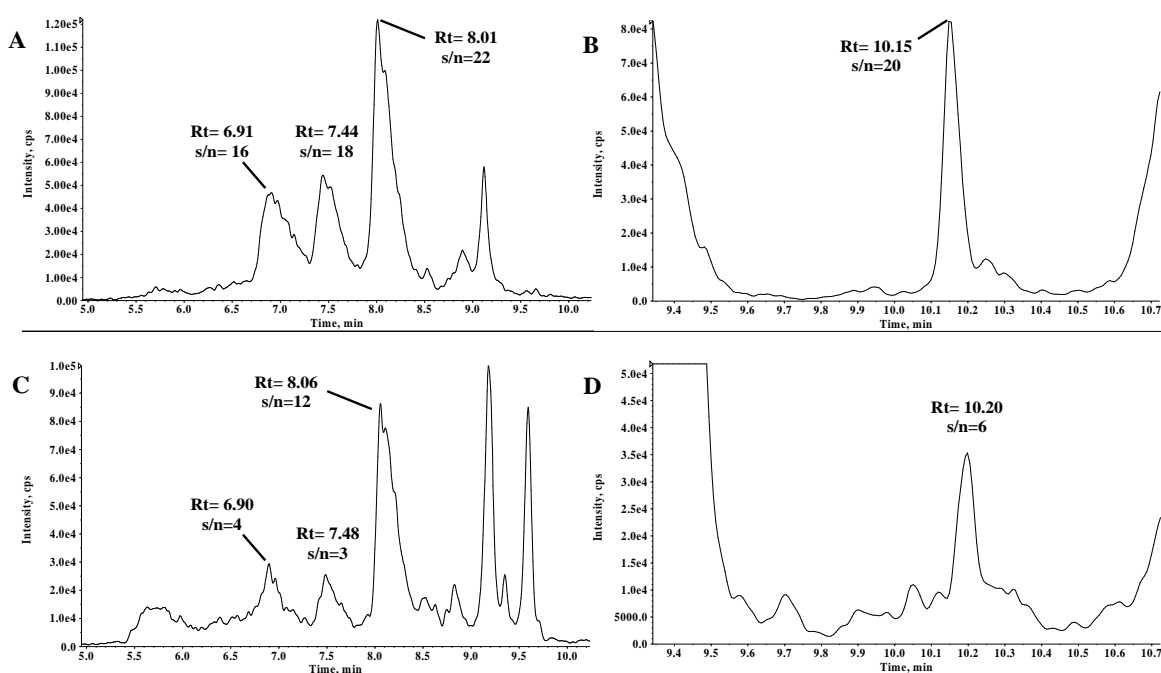 A
Rt= 6.91
s/n= 16
Rt= 7.44
s/n= 18
Rt= 8.01
s/n=22
Intensity, cps
1.20e5
1.10e5
1.00e5
9.00e4
8.00e4
7.00e4
6.00e4
5.00e4
4.00e4
3.00e4
2.00e4
1.00e4
0.00
5.0 5.5 6.0 6.5 7.0 7.5 8.0 8.5 9.0 9.5 10.0
Time, min
B
Rt= 10.15
s/n=20
Intensity, cps
8.0e4
7.0e4
6.0e4
5.0e4
4.0e4
3.0e4
2.0e4
1.0e4
0.0
9.4 9.5 9.6 9.7 9.8 9.9 10.0 10.1 10.2 10.3 10.4 10.5 10.6 10.7
Time, min
C
Rt= 6.90
s/n=4
Rt= 7.48
s/n=3
Rt= 8.06
s/n=12
Intensity, cps
1.0e5
9.0e4
8.0e4
7.0e4
6.0e4
5.0e4
4.0e4
3.0e4
2.0e4
1.0e4
0.0
5.0 5.5 6.0 6.5 7.0 7.5 8.0 8.5 9.0 9.5 10.0
Time, min
D
Rt= 10.20
s/n=6
Intensity, cps
5.0e4
4.5e4
4.0e4
3.5e4
3.0e4
2.5e4
2.0e4
1.5e4
1.0e4
5000.0
0.0
9.4 9.5 9.6 9.7 9.8 9.9 10.0 10.1 10.2 10.3 10.4 10.5 10.6 10.7
Time, min